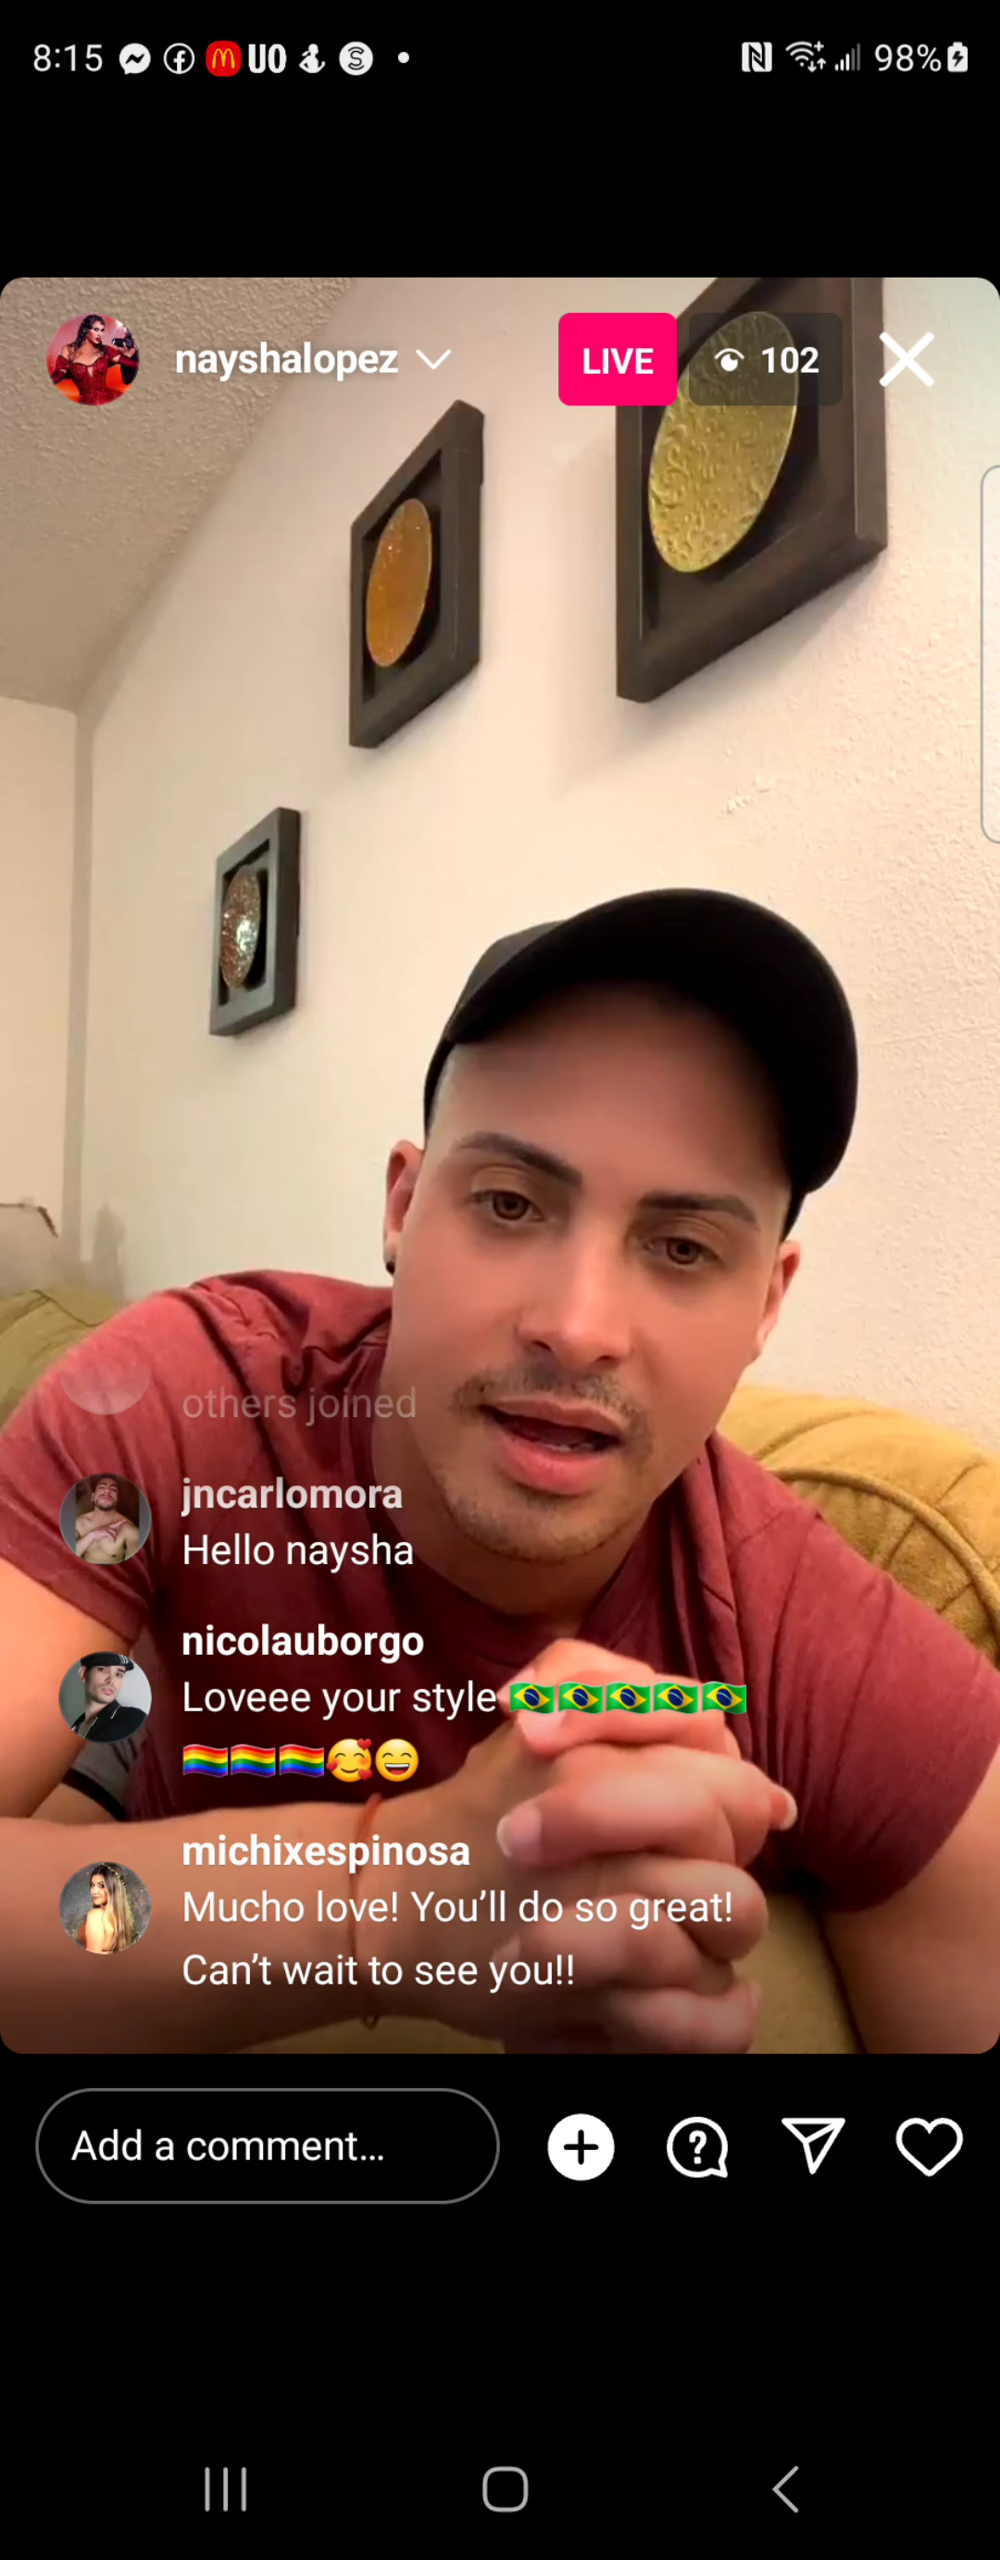 8:15 UO 98%
nayshalopez LIVE 102
others joined
jncarlomora
Hello naysha
nicolauborgo
Loveee your style🇧🇷🇧🇷🇧🇷🇧🇷🇧🇷
🏳️‍🌈🏳️‍🌈🏳️‍🌈🥰😄
michixespinosa
Mucho love! You’ll do so great!
Can’t wait to see you!!
Add a comment...